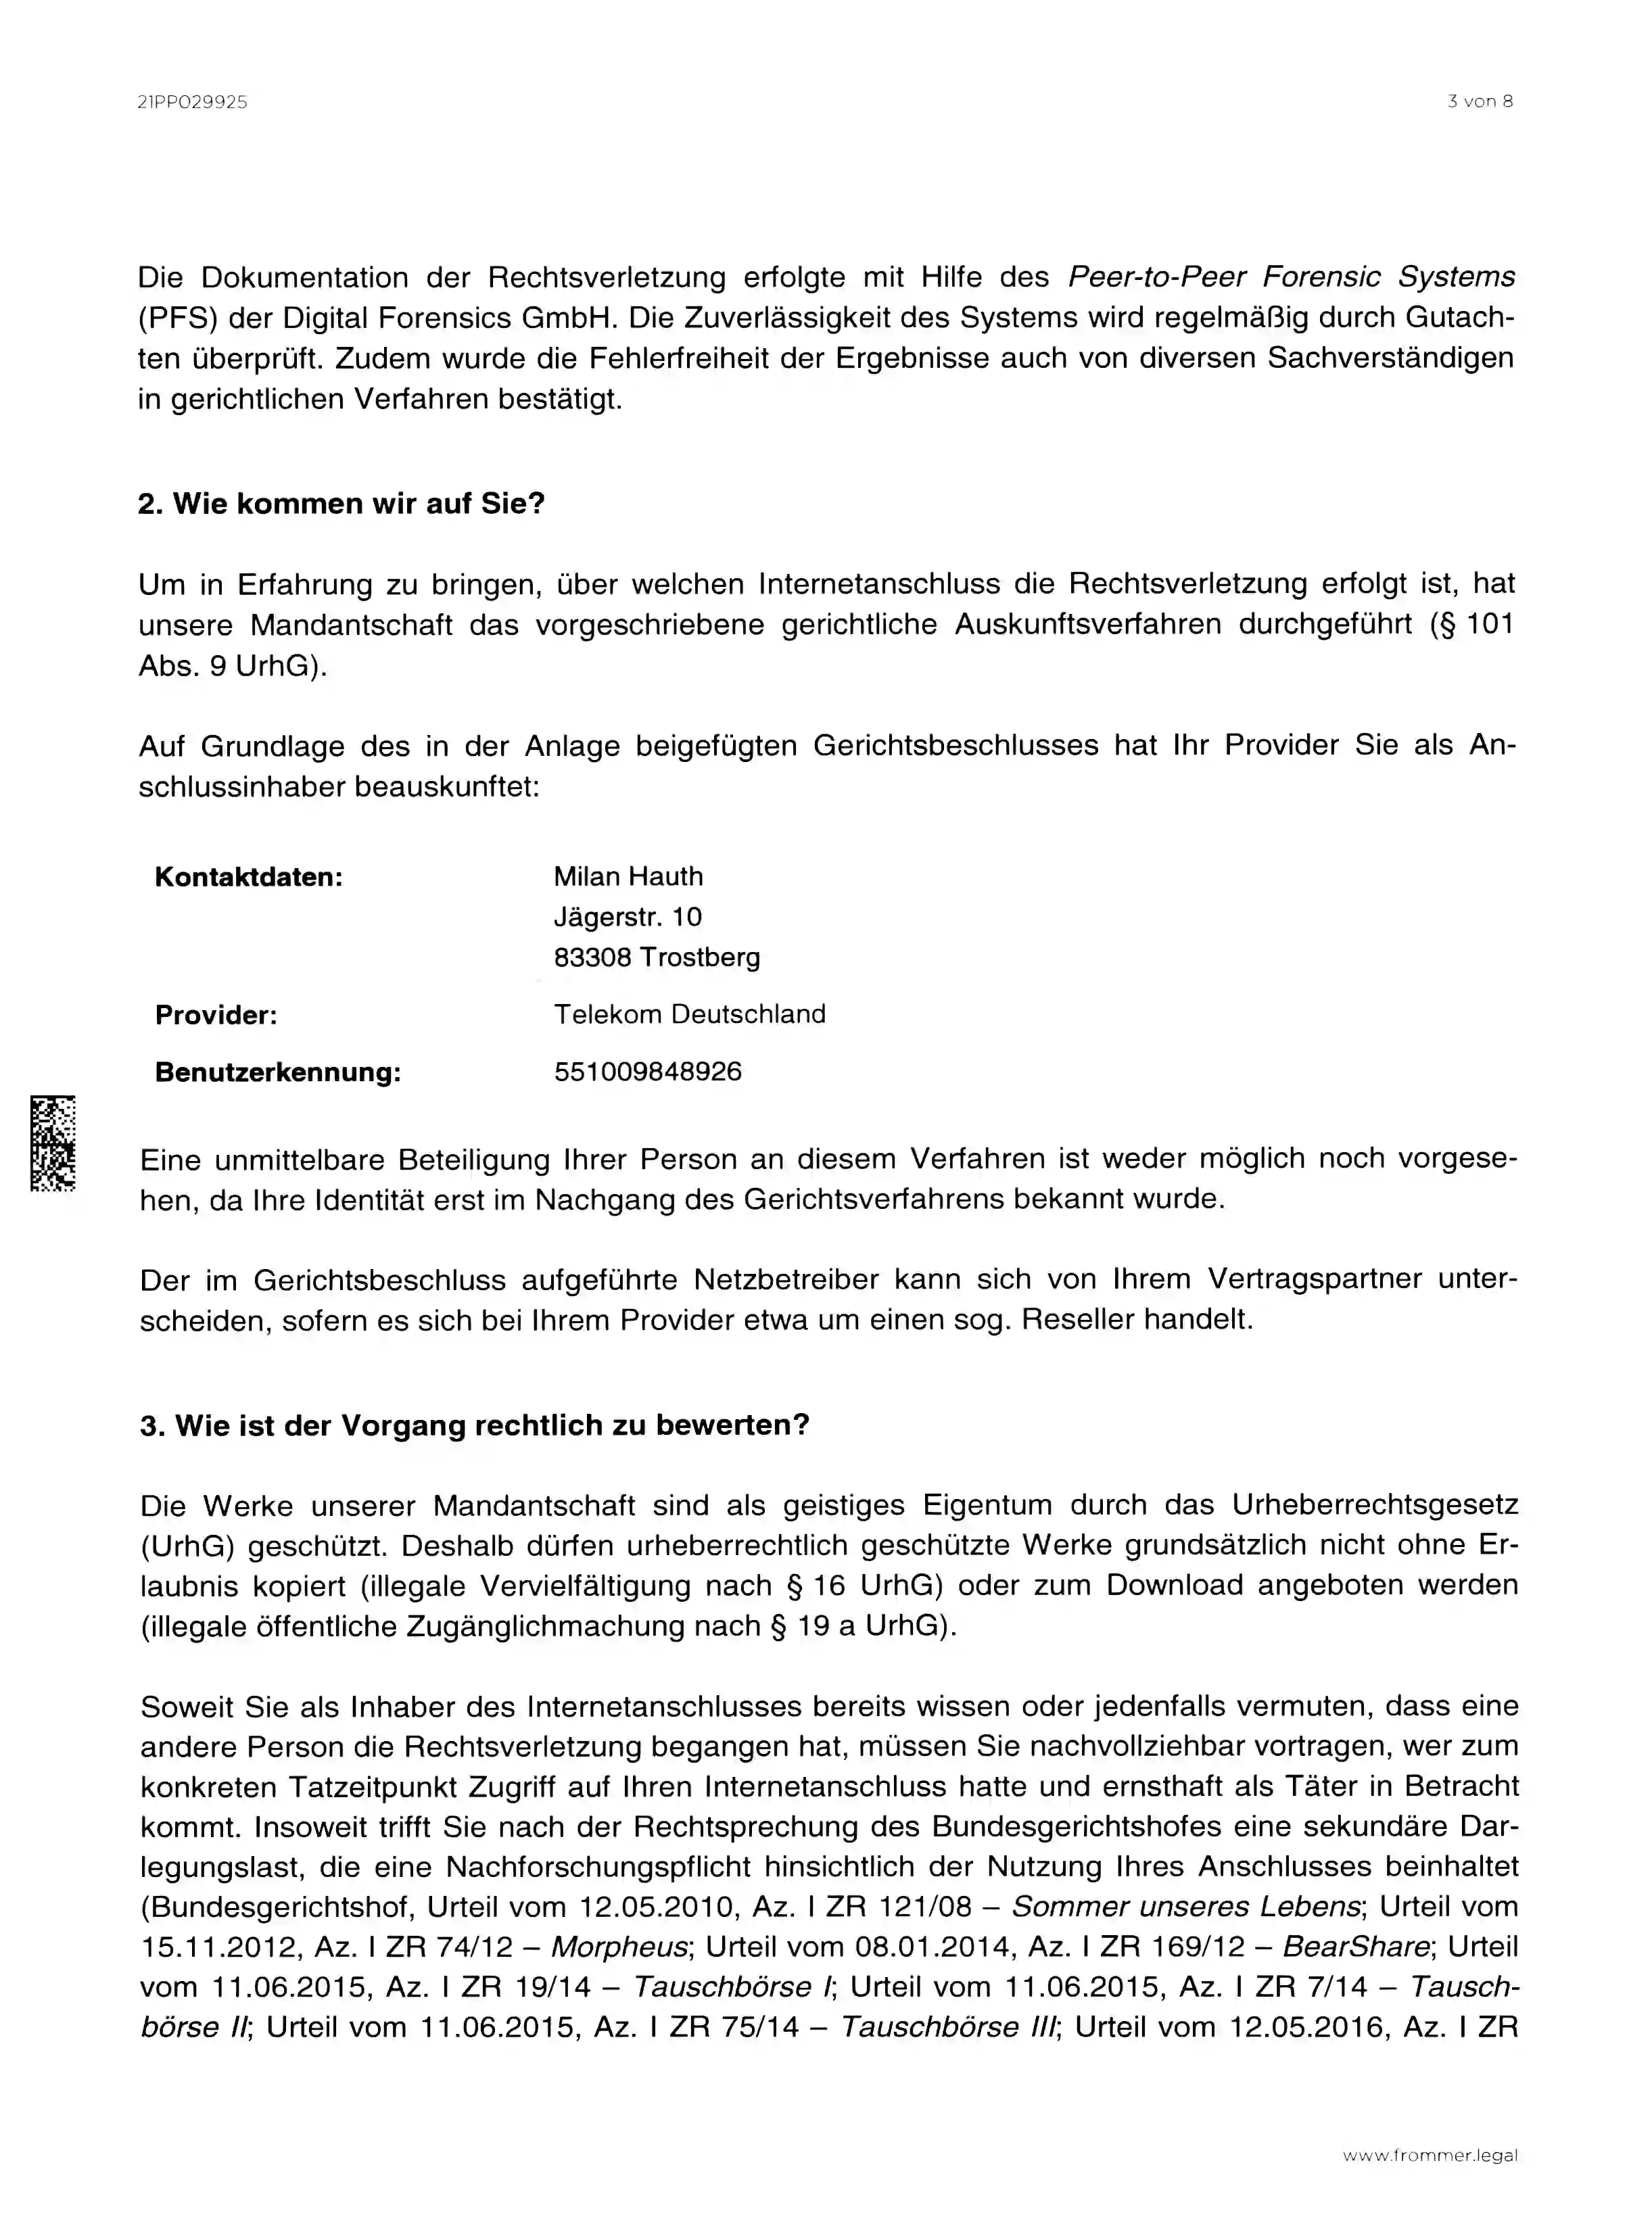 21PP029925
3 von 8
Die Dokumentation der Rechtsverletzung erfolgte mit Hilfe des Peer-to-Peer Forensic Systems
(PFS) der Digital Forensics GmbH. Die Zuverlässigkeit des Systems wird regelmäßig durch Gutach-
ten überprüft. Zudem wurde die Fehlerfreiheit der Ergebnisse auch von diversen Sachverständigen
in gerichtlichen Verfahren bestätigt.
2. Wie kommen wir auf Sie?
Um in Erfahrung zu bringen, über welchen Internetanschluss die Rechtsverletzung erfolgt ist, hat
unsere Mandantschaft das vorgeschriebene gerichtliche Auskunftsverfahren durchgeführt (§ 101
Abs. 9 UrhG).
Auf Grundlage des in der Anlage beigefügten Gerichtsbeschlusses hat Ihr Provider Sie als An-
schlussinhaber beauskunftet:
Kontaktdaten: Milan Hauth
Jägerstr. 10
83308 Trostberg
Provider: Telekom Deutschland
Benutzerkennung: 551009848926
Eine unmittelbare Beteiligung Ihrer Person an diesem Verfahren ist weder möglich noch vorgese-
hen, da Ihre Identität erst im Nachgang des Gerichtsverfahrens bekannt wurde.
Der im Gerichtsbeschluss aufgeführte Netzbetreiber kann sich von Ihrem Vertragspartner unter-
scheiden, sofern es sich bei Ihrem Provider etwa um einen sog. Reseller handelt.
3. Wie ist der Vorgang rechtlich zu bewerten?
Die Werke unserer Mandantschaft sind als geistiges Eigentum durch das Urheberrechtsgesetz
(UrhG) geschützt. Deshalb dürfen urheberrechtlich geschützte Werke grundsätzlich nicht ohne Er-
laubnis kopiert (illegale Vervielfältigung nach § 16 UrhG) oder zum Download angeboten werden
(illegale öffentliche Zugänglichmachung nach § 19 a UrhG).
Soweit Sie als Inhaber des Internetanschlusses bereits wissen oder jedenfalls vermuten, dass eine
andere Person die Rechtsverletzung begangen hat, müssen Sie nachvollziehbar vortragen, wer zum
konkreten Tatzeitpunkt Zugriff auf Ihren Internetanschluss hatte und ernsthaft als Täter in Betracht
kommt. Insoweit trifft Sie nach der Rechtsprechung des Bundesgerichtshofes eine sekundäre Dar-
legungslast, die eine Nachforschungspflicht hinsichtlich der Nutzung Ihres Anschlusses beinhaltet
(Bundesgerichtshof, Urteil vom 12.05.2010, Az. I ZR 121/08 – Sommer unseres Lebens; Urteil vom
15.11.2012, Az. I ZR 74/12 – Morpheus; Urteil vom 08.01.2014, Az. I ZR 169/12 – BearShare; Urteil
vom 11.06.2015, Az. I ZR 19/14 – Tauschbörse I; Urteil vom 11.06.2015, Az. I ZR 7/14 – Tausch-
börse II; Urteil vom 11.06.2015, Az. I ZR 75/14 – Tauschbörse III; Urteil vom 12.05.2016, Az. I ZR
www.frommer.legal